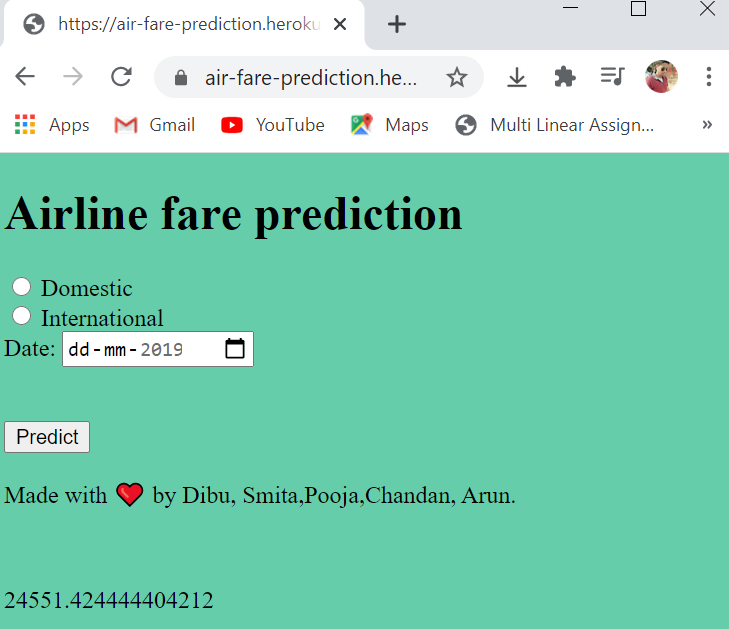 https://air-fare-prediction.heroku
air-fare-prediction.he...
Apps Gmail YouTube Maps Multi Linear Assign... »
Airline fare prediction
Domestic
International
Date: dd-mm-2019
Predict
Made with ❤️ by Dibu, Smita,Pooja,Chandan, Arun.
24551.424444404212